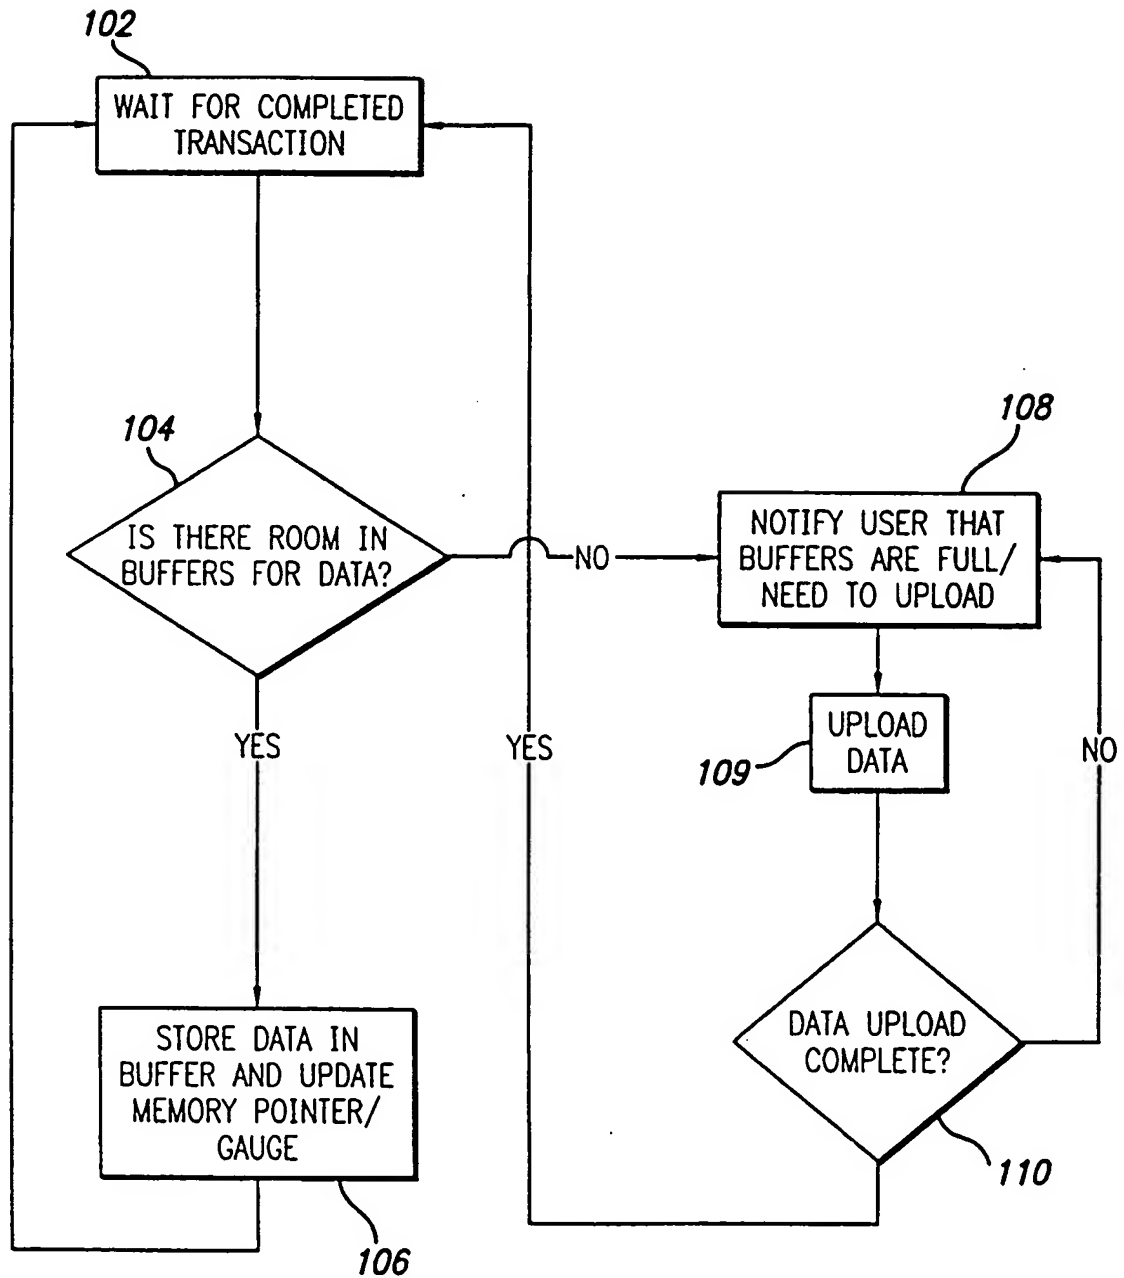 102
WAIT FOR COMPLETED
TRANSACTION
104
IS THERE ROOM IN
BUFFERS FOR DATA?
NO
108
NOTIFY USER THAT
BUFFERS ARE FULL/
NEED TO UPLOAD
YES
YES
109
UPLOAD
DATA
NO
STORE DATA IN
BUFFER AND UPDATE
MEMORY POINTER/
GAUGE
106
DATA UPLOAD
COMPLETE?
110